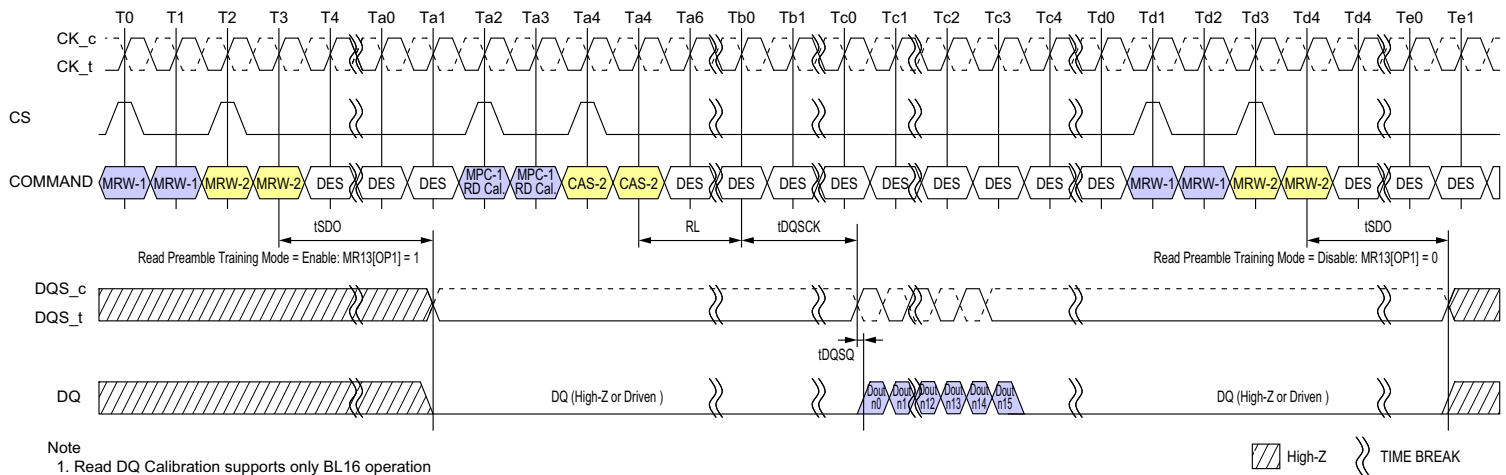 T0 T1 T2 T3 T4 Ta0 Ta1 Ta2 Ta3 Ta4 Ta4 Ta6 Tb0 Tb1 Tc0 Tc1 Tc2 Tc3 Tc4 Td0 Td1 Td2 Td3 Td4 Td4 Te0 Te1
CK_c
CK_t
CS
COMMAND MRW-1 MRW-1 MRW-2 MRW-2 DES DES DES MPC-1 RD Cal. MPC-1 RD Cal. CAS-2 CAS-2 DES DES DES DES DES DES DES DES DES MRW-1 MRW-1 MRW-2 MRW-2 DES DES DES
tSDO RL tDQSCK tSDO
Read Preamble Training Mode = Enable: MR13[OP1] = 1 Read Preamble Training Mode = Disable: MR13[OP1] = 0
DQS_c
DQS_t
tDQSQ
DQ DQ (High-Z or Driven ) Dout n0 Dout n1 Dout n12 Dout n13 Dout n14 Dout n15 DQ (High-Z or Driven )
Note
1. Read DQ Calibration supports only BL16 operation
High-Z TIME BREAK